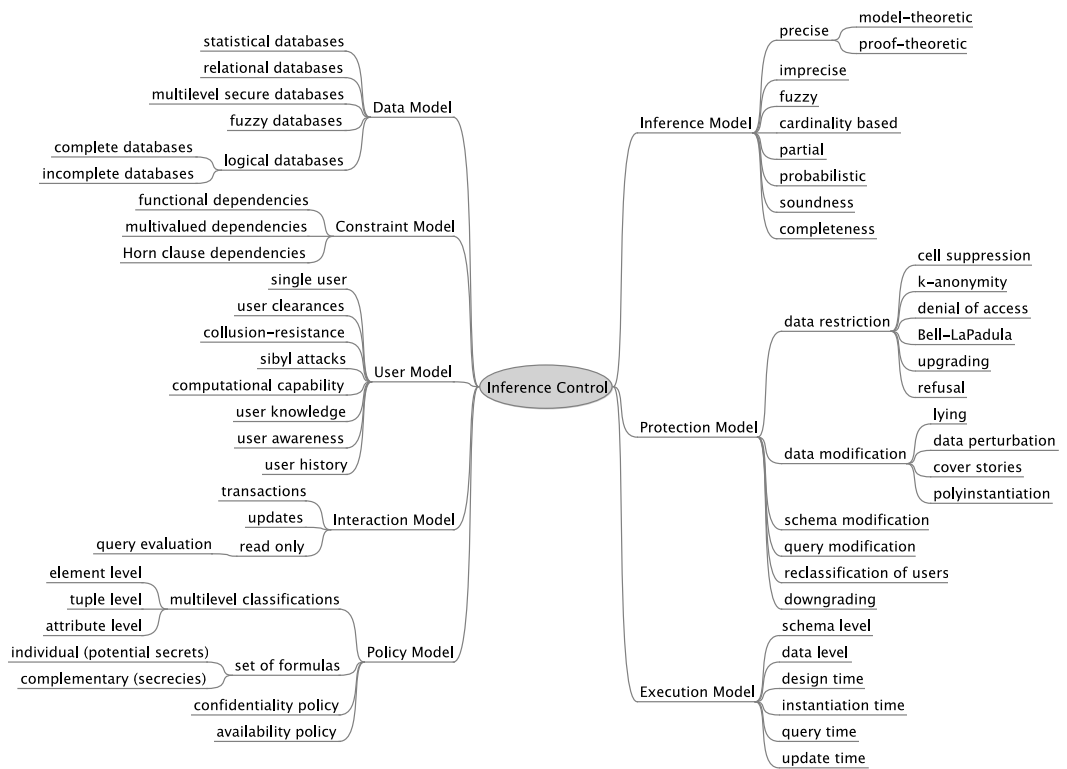 Inference Control
Data Model
statistical databases
relational databases
multilevel secure databases
fuzzy databases
logical databases
complete databases
incomplete databases
Constraint Model
functional dependencies
multivalued dependencies
Horn clause dependencies
User Model
single user
user clearances
collusion-resistance
sibyl attacks
computational capability
user knowledge
user awareness
user history
Interaction Model
transactions
updates
read only
query evaluation
Policy Model
multilevel classifications
element level
tuple level
attribute level
set of formulas
individual (potential secrets)
complementary (secrecies)
confidentiality policy
availability policy
Inference Model
precise
model-theoretic
proof-theoretic
imprecise
fuzzy
cardinality based
partial
probabilistic
soundness
completeness
Protection Model
data restriction
cell suppression
k-anonymity
denial of access
Bell-LaPadula
upgrading
refusal
data modification
lying
data perturbation
cover stories
polyinstantiation
schema modification
query modification
reclassification of users
downgrading
Execution Model
schema level
data level
design time
instantiation time
query time
update time